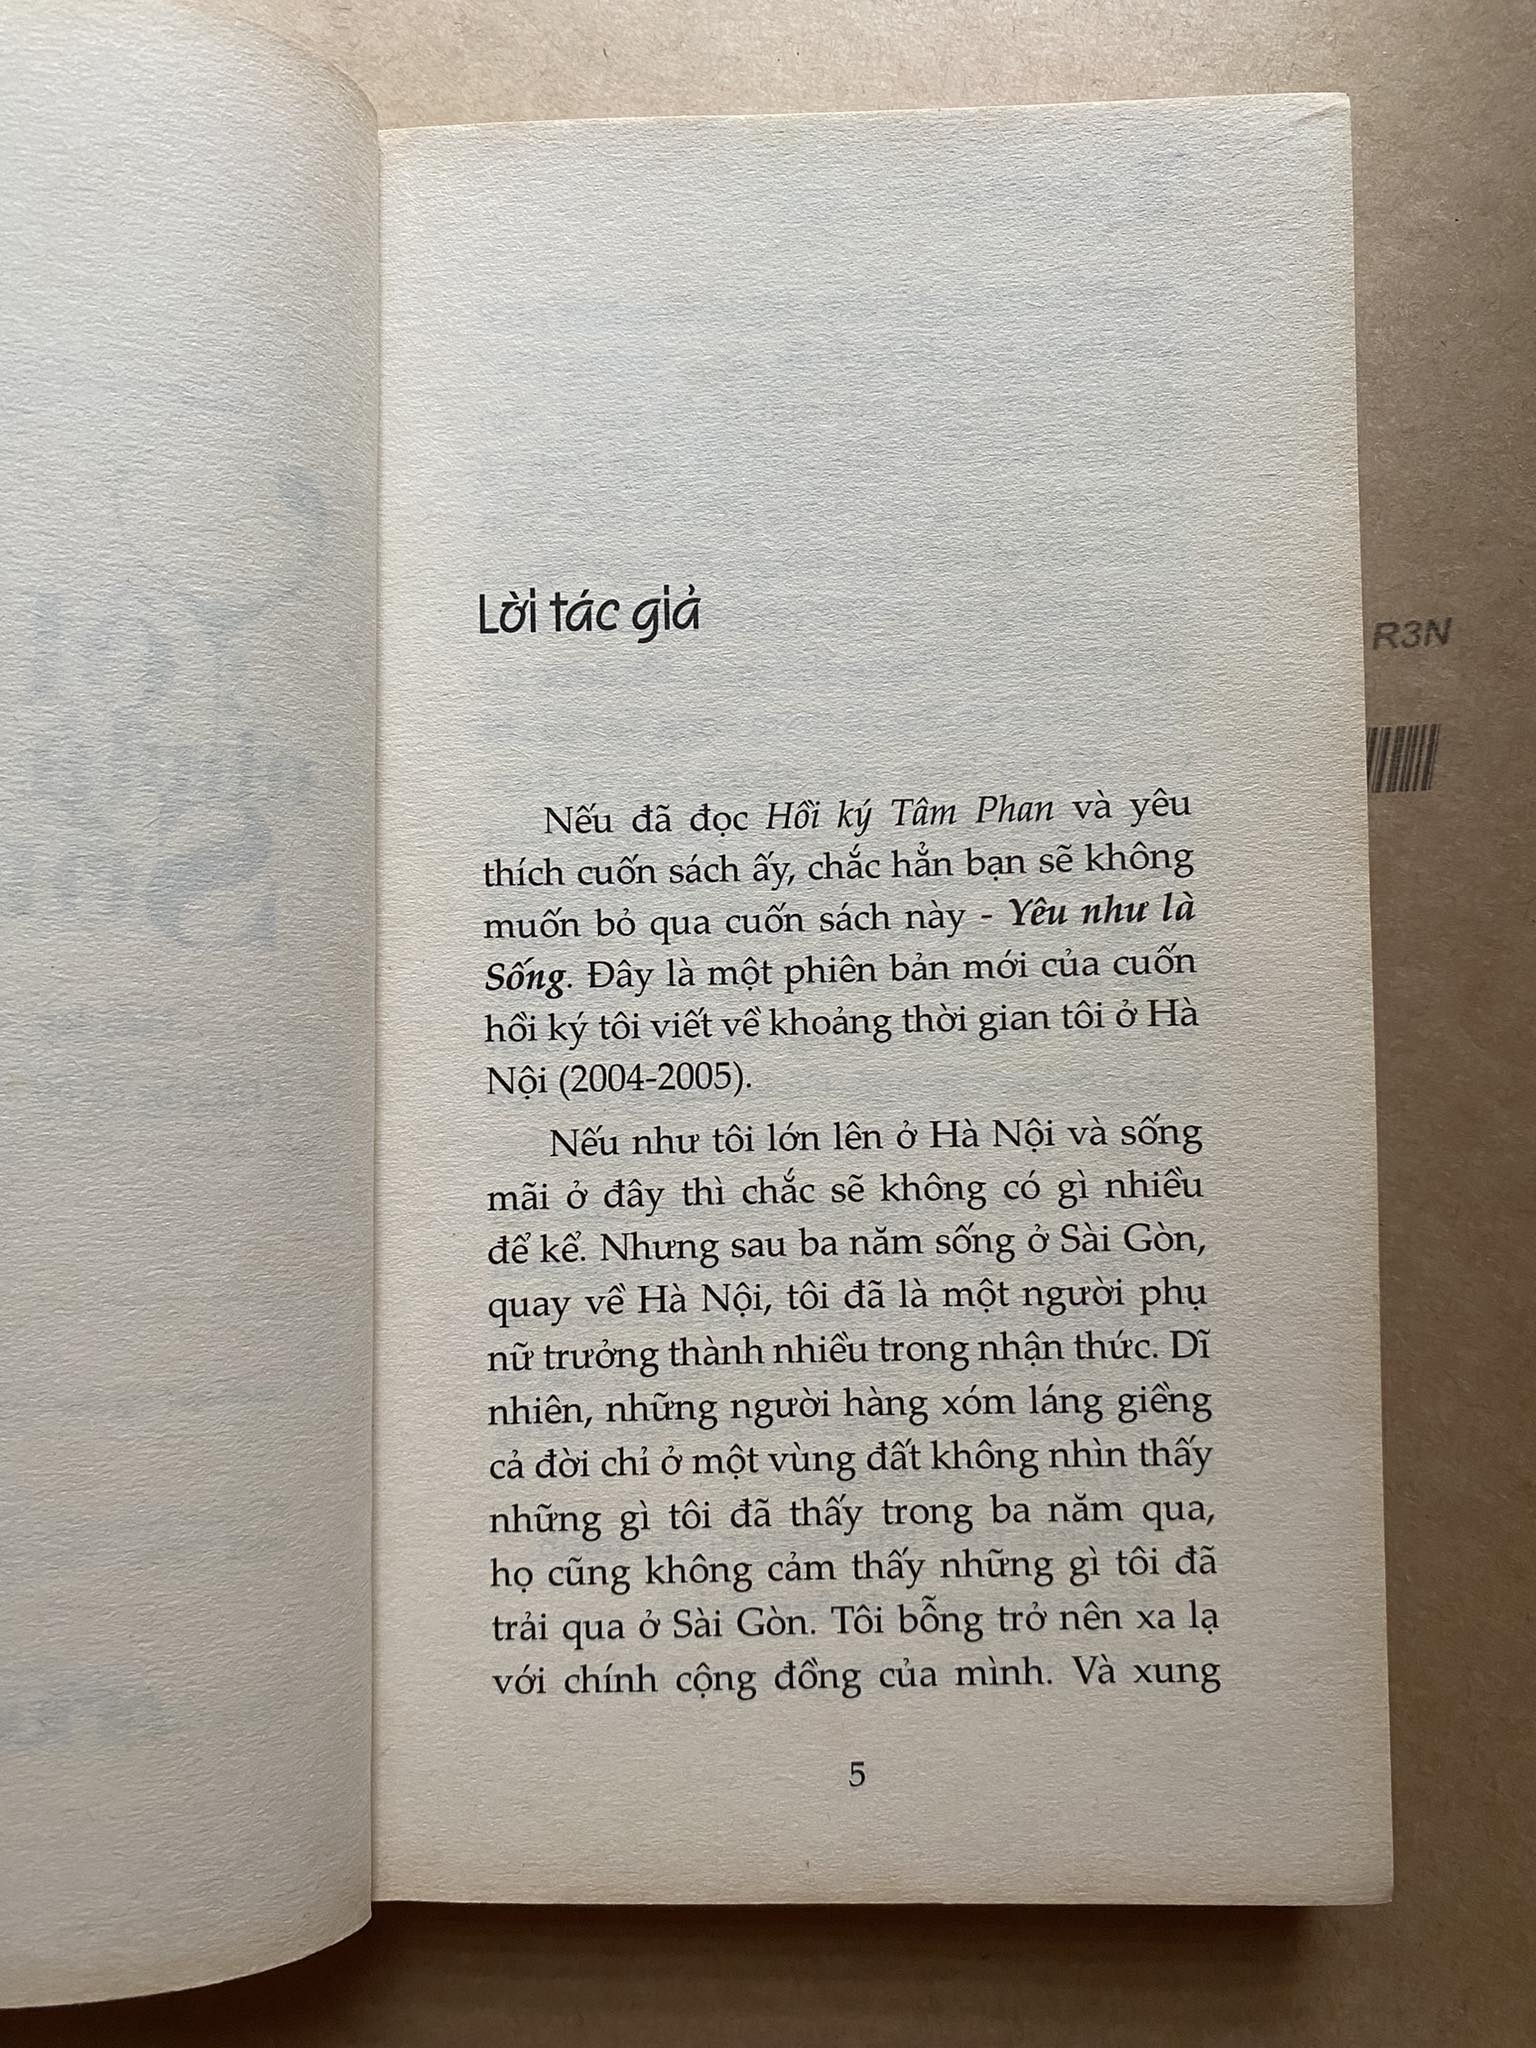 Lời tác giả
Nếu đã đọc Hồi ký Tâm Phan và yêu
thích cuốn sách ấy, chắc hẳn bạn sẽ không
muốn bỏ qua cuốn sách này - Yêu như là
Sống. Đây là một phiên bản mới của cuốn
hồi ký tôi viết về khoảng thời gian tôi ở Hà
Nội (2004-2005).
Nếu như tôi lớn lên ở Hà Nội và sống
mãi ở đây thì chắc sẽ không có gì nhiều
để kể. Nhưng sau ba năm sống ở Sài Gòn,
quay về Hà Nội, tôi đã là một người phụ
nữ trưởng thành nhiều trong nhận thức. Dĩ
nhiên, những người hàng xóm láng giềng
cả đời chỉ ở một vùng đất không nhìn thấy
những gì tôi đã thấy trong ba năm qua,
họ cũng không cảm thấy những gì tôi đã
trải qua ở Sài Gòn. Tôi bỗng trở nên xa lạ
với chính cộng đồng của mình. Và xung
5
R3N